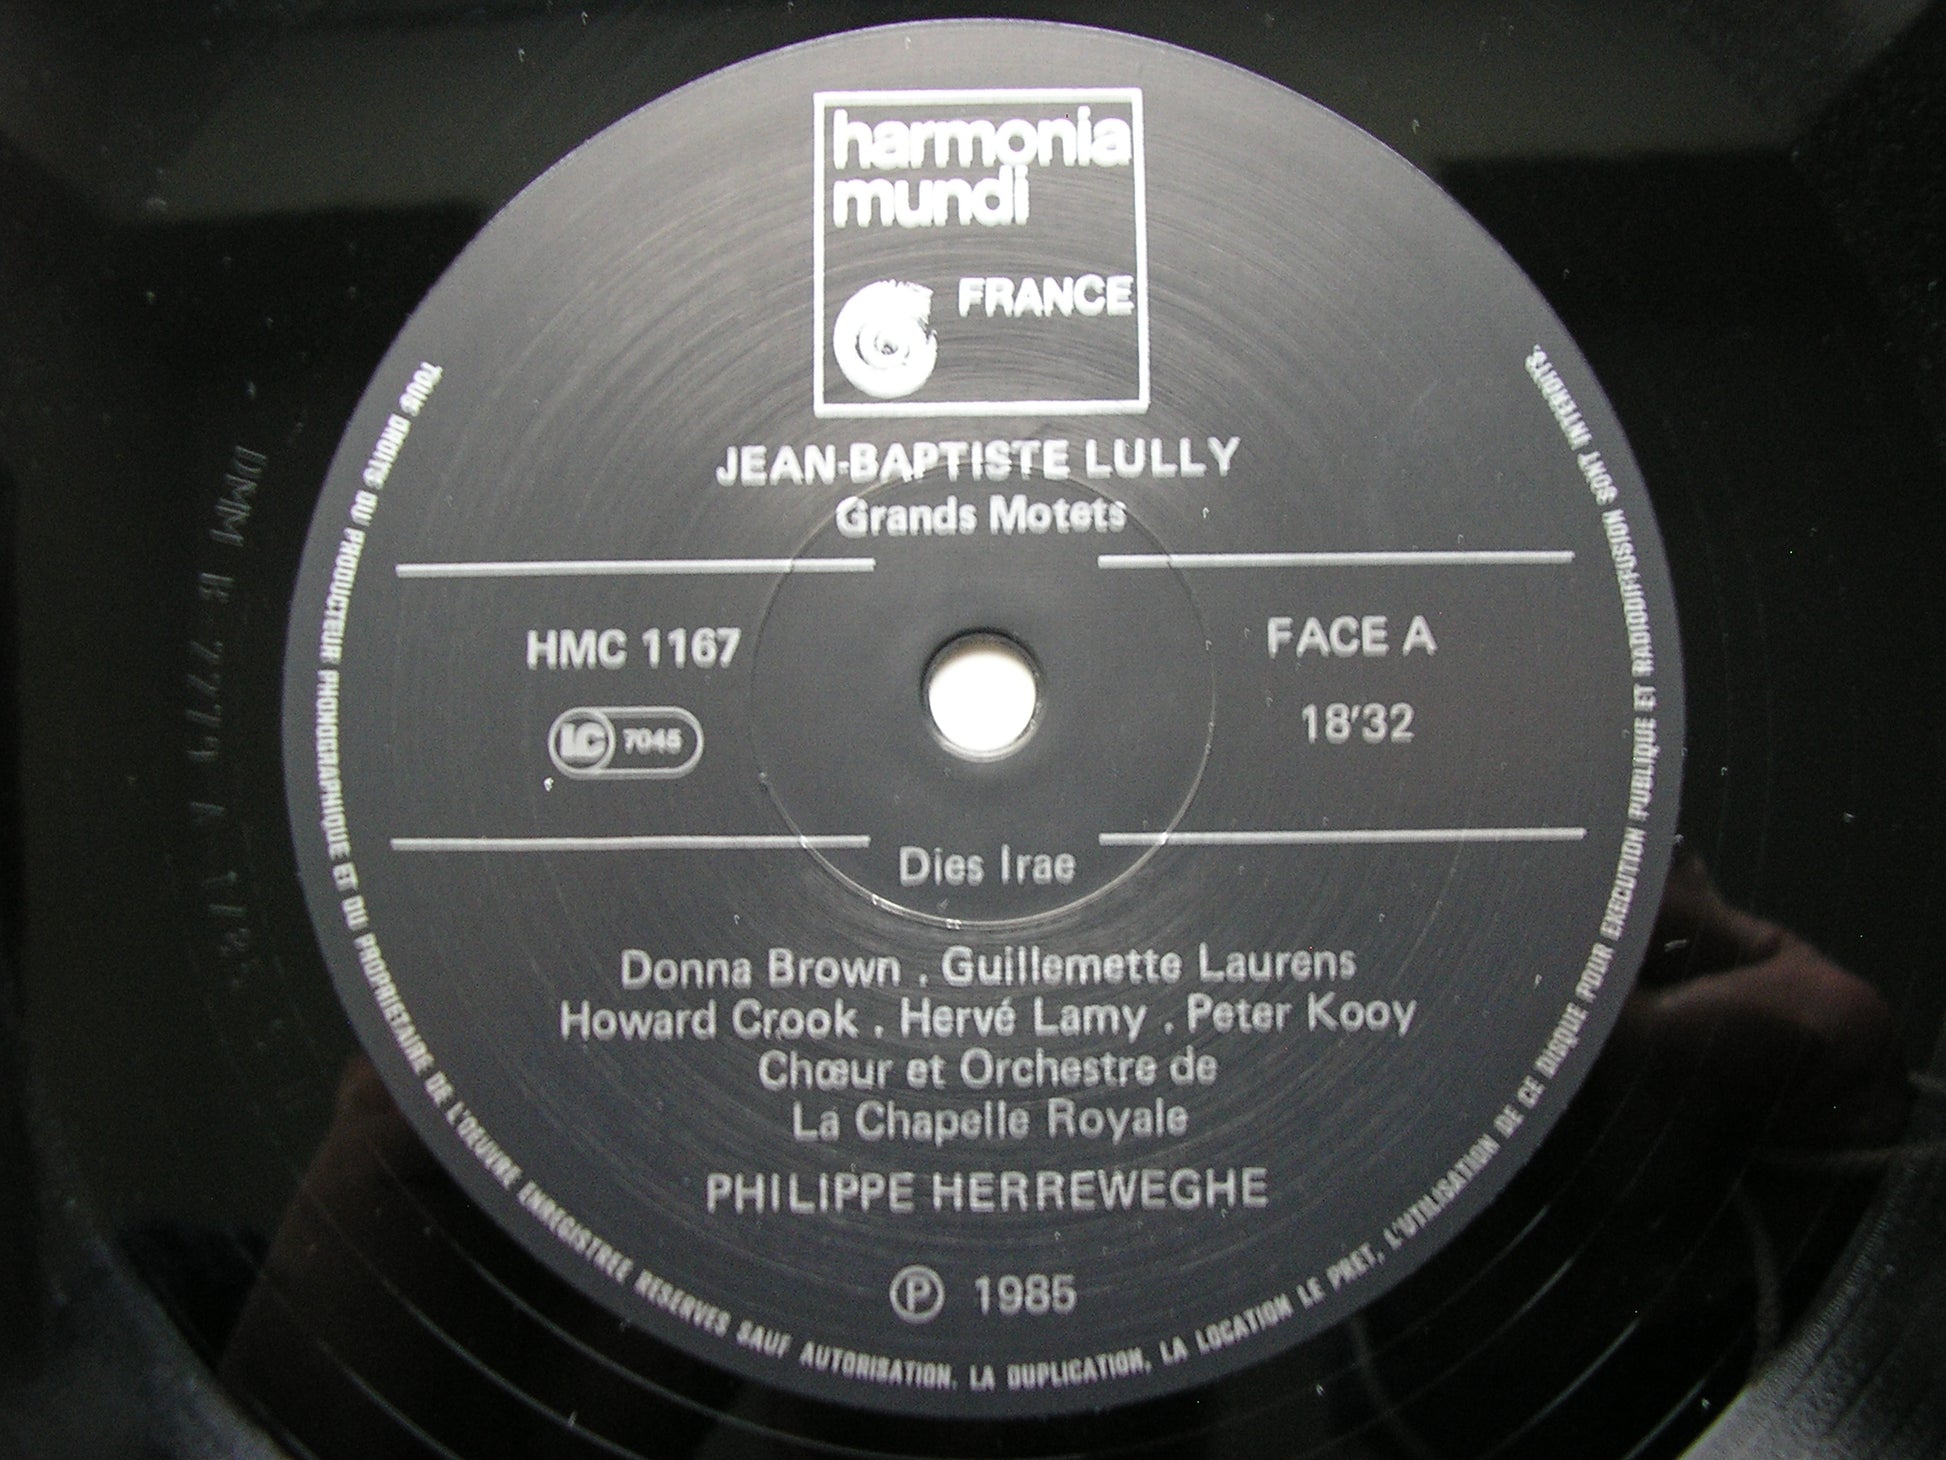 harmonia
mundi
FRANCE
JEAN-BAPTISTE LULLY
Grands Motets
HMC 1167
FACE A
LC 7045
18'32
Dies Irae
Donna Brown . Guillemette Laurens
Howard Crook . Hervé Lamy . Peter Kooy
Chœur et Orchestre de
La Chapelle Royale
PHILIPPE HERREWEGHE
Ⓟ 1985
TOUS DROITS DU PRODUCTEUR PHONOGRAPHIQUE ET DU PROPRIETAIRE DE L'OEUVRE ENREGISTREE RESERVES SAUF AUTORISATION. LA DUPLICATION, LA LOCATION LE PRET, L'UTILISATION DE CE DISQUE POUR EXECUTION PUBLIQUE ET RADIODIFFUSION SONT INTERDITS.
DMM B